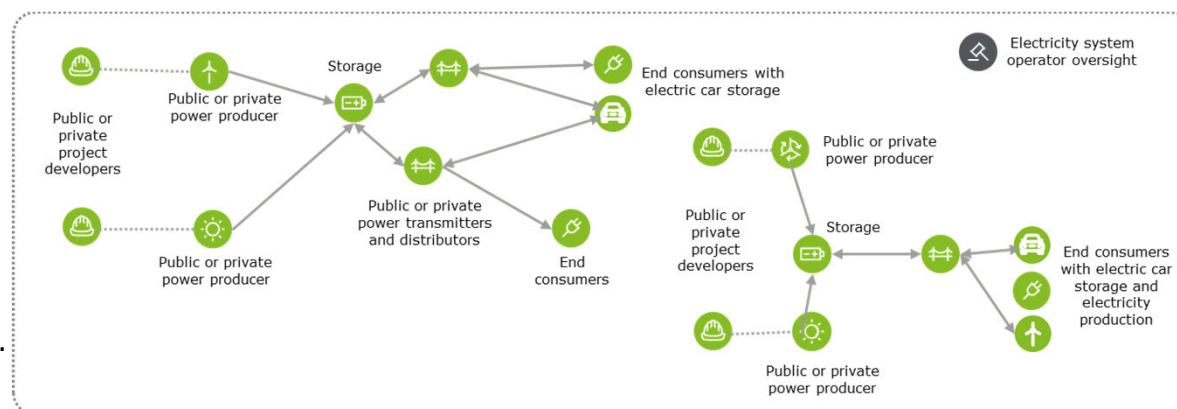 Electricity system
operator oversight
Storage
Public or private
power producer
End consumers with
electric car storage
Public or
private
project
developers
Public or private
power transmitters
and distributors
Public or private
power producer
End
consumers
Public or private
power producer
Public or
private
project
developers
Storage
End consumers
with electric car
storage and
electricity
production
Public or private
power producer
.